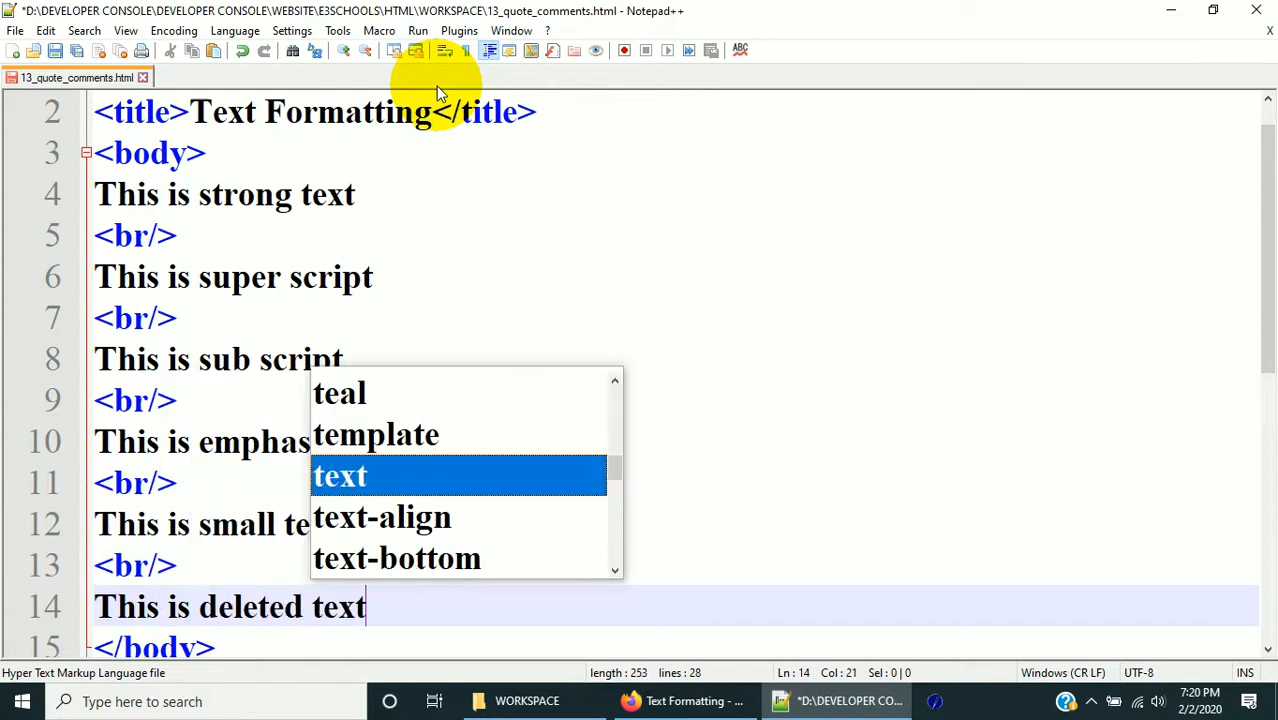 *D:\DEVELOPER CONSOLE\DEVELOPER CONSOLE\WEBSITE\E3SCHOOLS\HTML\WORKSPACE\13_quote_comments.html - Notepad++
File Edit Search View Encoding Language Settings Tools Macro Run Plugins Window ? X
13_quote_comments.html
2 <title>Text Formatting</title>
3 <body>
4 This is strong text
5 <br/>
6 This is super script
7 <br/>
8 This is sub script
teal
9 <br/>
template
10 This is emphas
text
11 <br/>
text-align
12 This is small te
text-bottom
13 <br/>
14 This is deleted text
15 </body>
Hyper Text Markup Language file length : 253 lines : 28 Ln : 14 Col : 21 Sel : 0 | 0 Windows (CR LF) UTF-8 INS
Type here to search WORKSPACE Text Formatting - ... *D:\DEVELOPER CO...
7:20 PM
2/2/2020